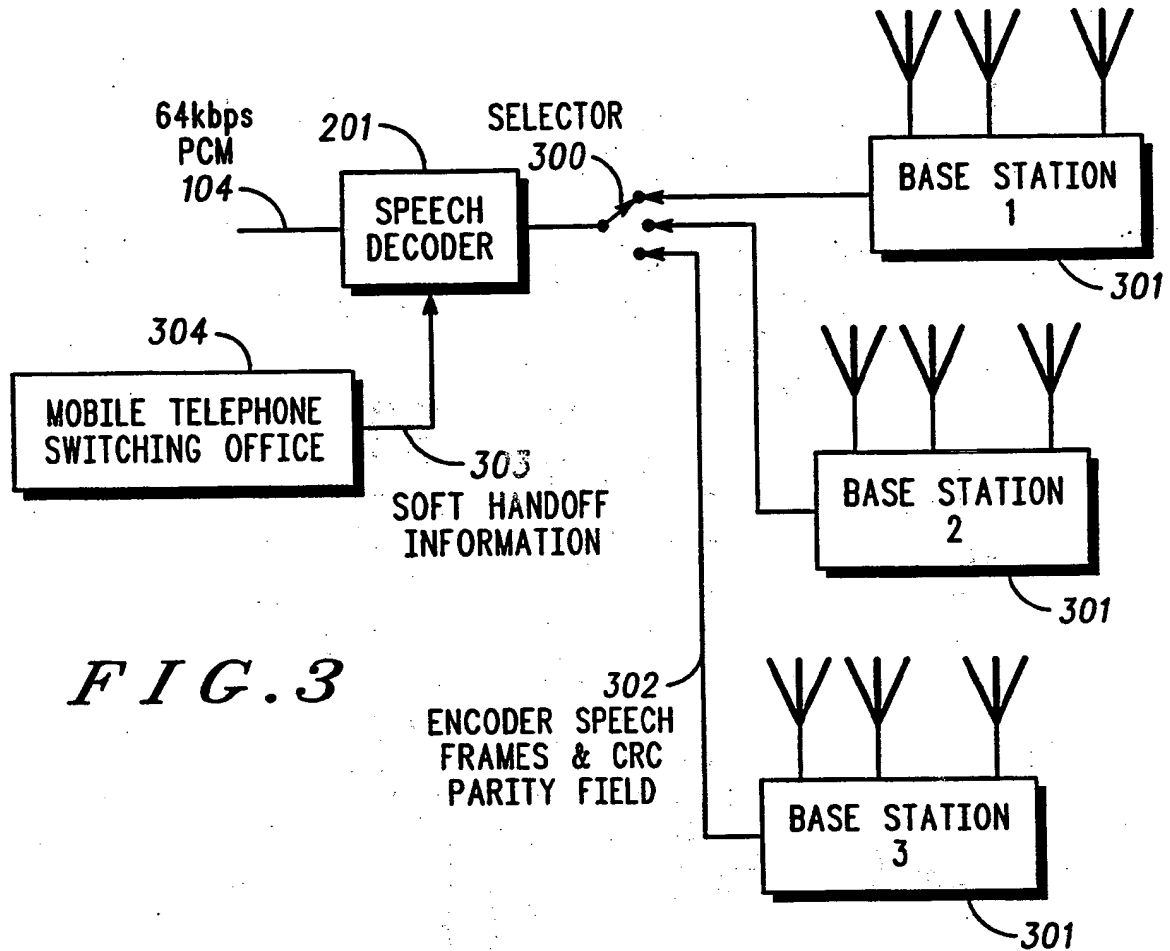 64kbps
PCM
104
201
SELECTOR
300
SPEECH
DECODER
BASE STATION
1
301
304
MOBILE TELEPHONE
SWITCHING OFFICE
303
SOFT HANDOFF
INFORMATION
BASE STATION
2
301
302
ENCODER SPEECH
FRAMES & CRC
PARITY FIELD
BASE STATION
3
301
FIG.3